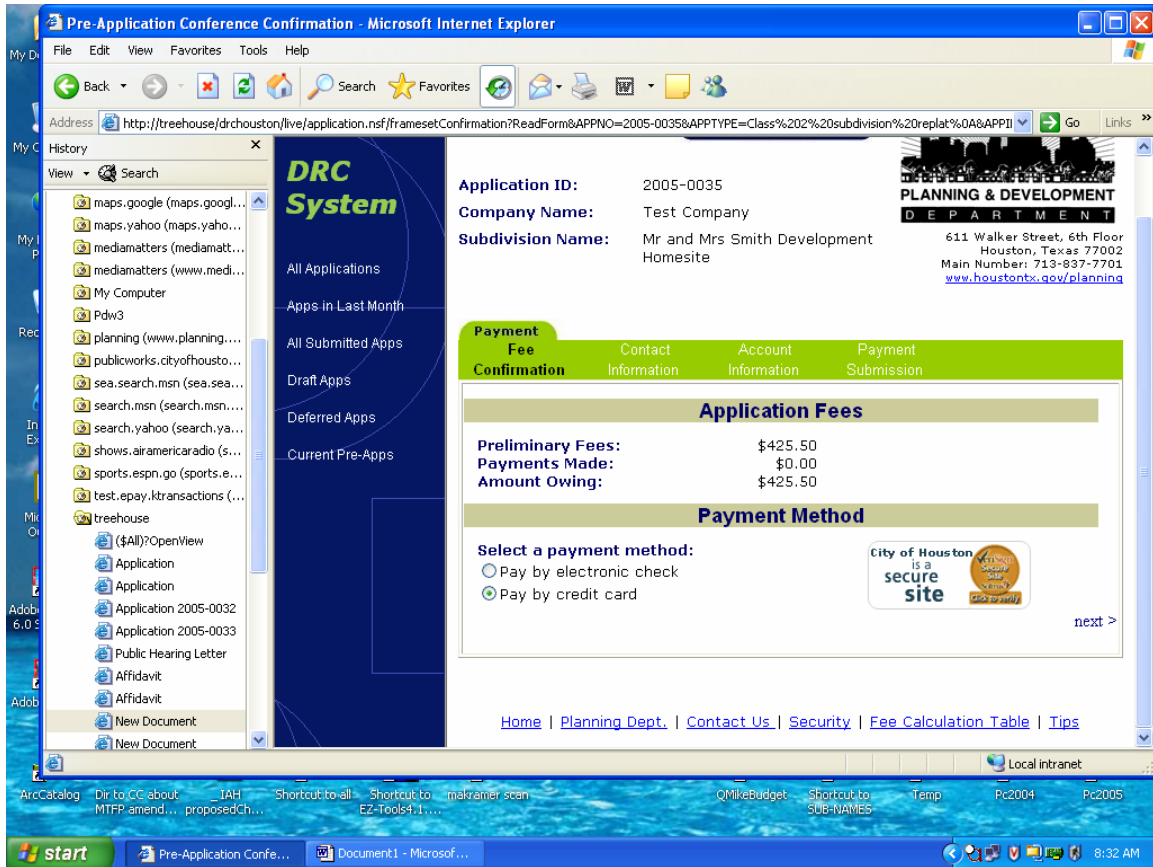 Pre-Application Conference Confirmation - Microsoft Internet Explorer
File Edit View Favorites Tools Help
Back Search Favorites
Address http://treehouse/drchouston/live/application.nsf/framesetConfirmation?ReadForm&APPNO=2005-0035&APPTYPE=Class%202%20subdivision%20replat%0A&APPII Go Links »
History
View Search
maps.google (maps.googl...
maps.yahoo (maps.yaho...
mediamatters (mediamatt...
mediamatters (www.medi...
My Computer
Pdw3
planning (www.planning....
publicworks.cityofhousto...
sea.search.msn (sea.sea...
search.msn (search.msn....
search.yahoo (search.ya...
shows.airamericaradio (s...
sports.espn.go (sports.e...
test.epay.ktransactions (...
treehouse
($All)?OpenView
Application
Application
Application 2005-0032
Application 2005-0033
Public Hearing Letter
Affidavit
Affidavit
New Document
New Document
DRC
System
All Applications
Apps in Last Month
All Submitted Apps
Draft Apps
Deferred Apps
Current Pre-Apps
Application ID: 2005-0035
Company Name: Test Company
Subdivision Name: Mr and Mrs Smith Development
Homesite
PLANNING & DEVELOPMENT
DEPARTMENT
611 Walker Street, 6th Floor
Houston, Texas 77002
Main Number: 713-837-7701
www.houstontx.gov/planning
Payment
Fee Contact Account Payment
Confirmation Information Information Submission
Application Fees
Preliminary Fees: $425.50
Payments Made: $0.00
Amount Owing: $425.50
Payment Method
Select a payment method:
Pay by electronic check
Pay by credit card
City of Houston
is a
secure
site
VeriSign
Secure
Site
Click to verify
next >
Home | Planning Dept. | Contact Us | Security | Fee Calculation Table | Tips
Local intranet
ArcCatalog Dir to CC about _IAH Shortcut to all Shortcut to makramer scan QMikeBudget Shortcut to Temp Pc2004 Pc2005
MTFP amend... proposedCh... EZ-Tools4.1.... SUB-NAMES
start Pre-Application Confe... Document1 - Microsof... 8:32 AM